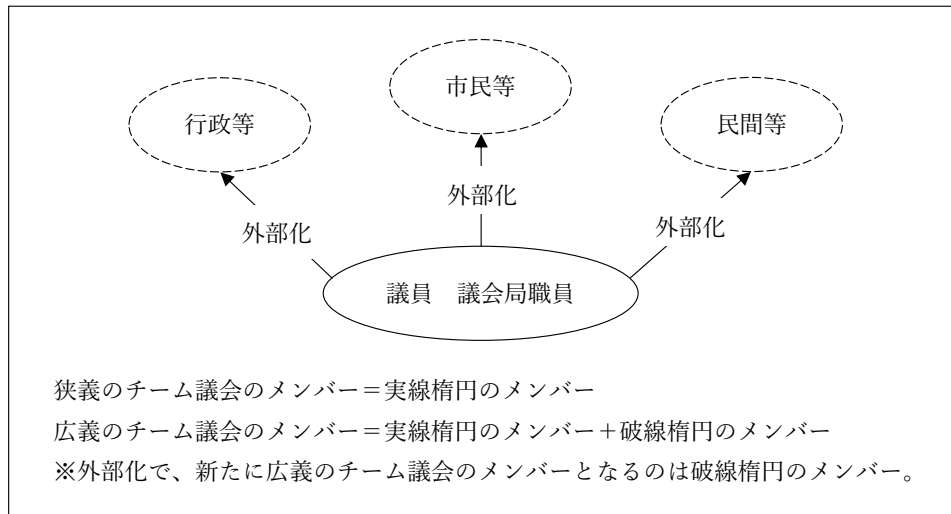 市民等
行政等
民間等
外部化
外部化
外部化
議員　議会局職員
狭義のチーム議会のメンバー＝実線楕円のメンバー
広義のチーム議会のメンバー＝実線楕円のメンバー＋破線楕円のメンバー
※外部化で、新たに広義のチーム議会のメンバーとなるのは破線楕円のメンバー。